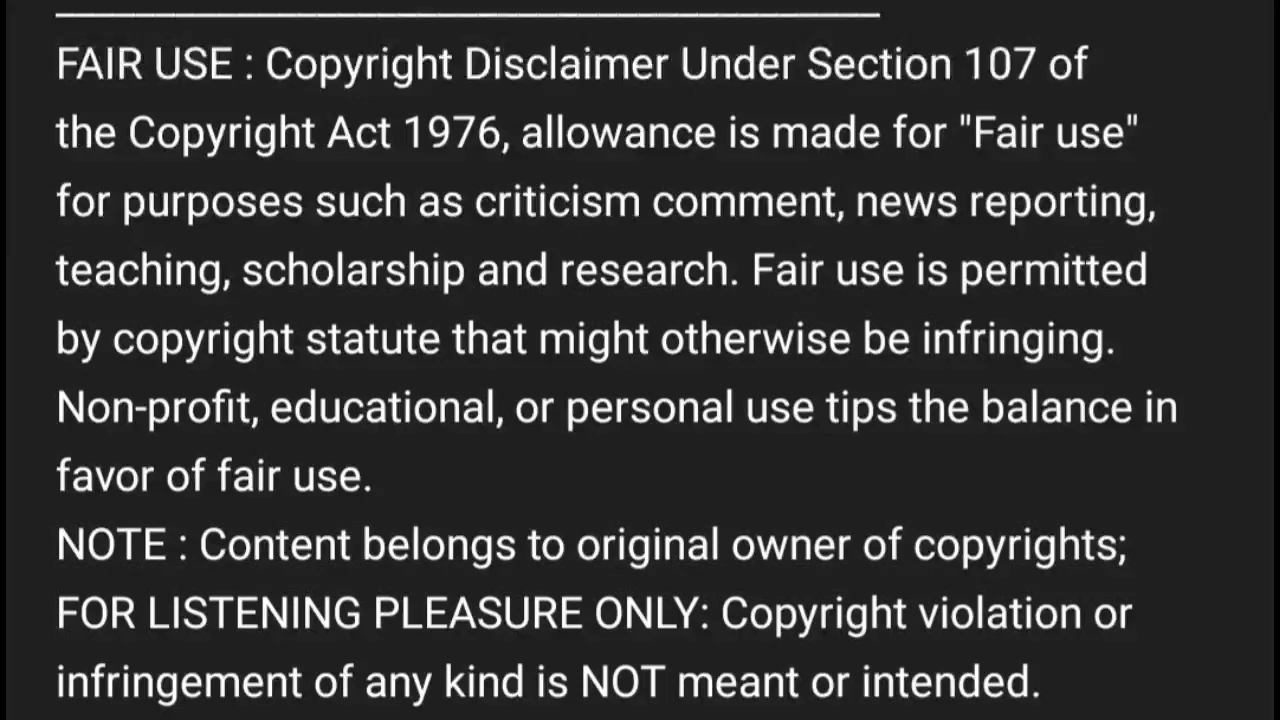 FAIR USE : Copyright Disclaimer Under Section 107 of
the Copyright Act 1976, allowance is made for "Fair use"
for purposes such as criticism comment, news reporting,
teaching, scholarship and research. Fair use is permitted
by copyright statute that might otherwise be infringing.
Non-profit, educational, or personal use tips the balance in
favor of fair use.
NOTE : Content belongs to original owner of copyrights;
FOR LISTENING PLEASURE ONLY: Copyright violation or
infringement of any kind is NOT meant or intended.